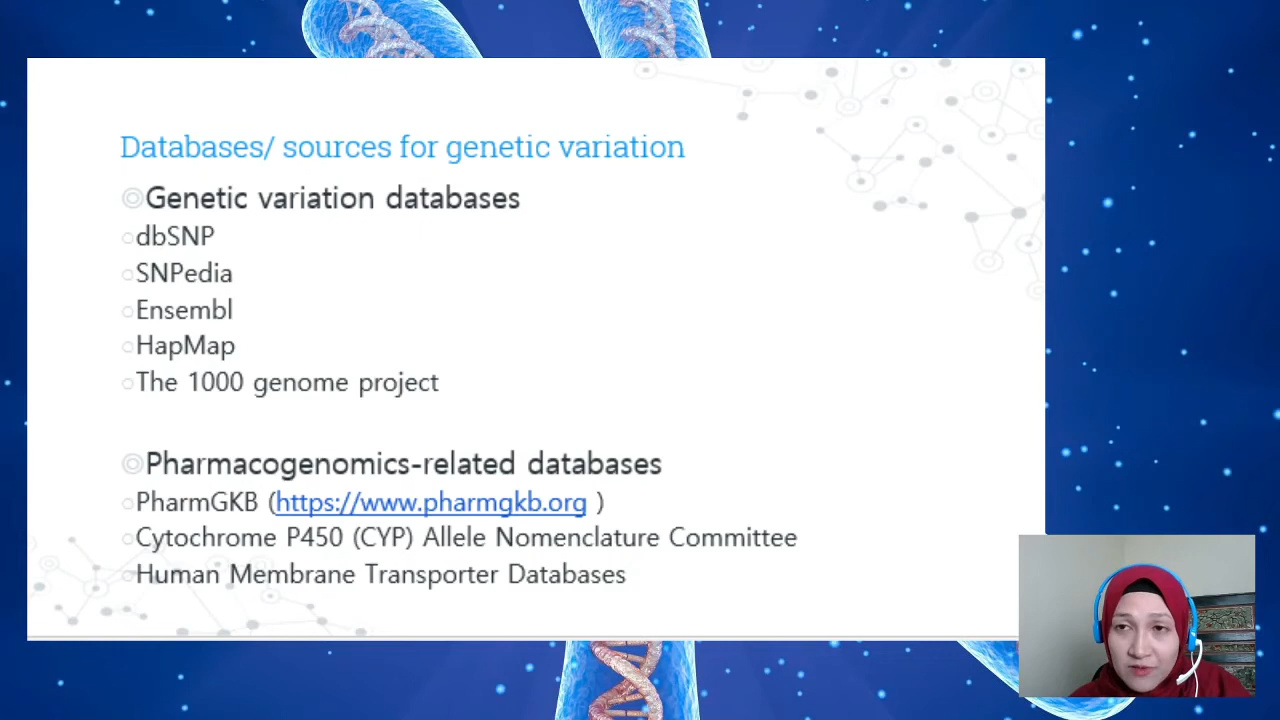 Databases/ sources for genetic variation
Genetic variation databases
dbSNP
SNPedia
Ensembl
HapMap
The 1000 genome project
Pharmacogenomics-related databases
PharmGKB (https://www.pharmgkb.org )
Cytochrome P450 (CYP) Allele Nomenclature Committee
Human Membrane Transporter Databases